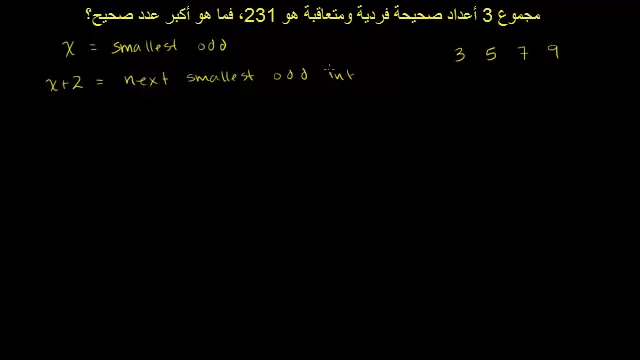 مجموع 3 أعداد صحيحة فردية ومتعاقبة هو 231، فما هو أكبر عدد صحيح؟
x = smallest odd
3 5 7 9
x+2 = next smallest odd int